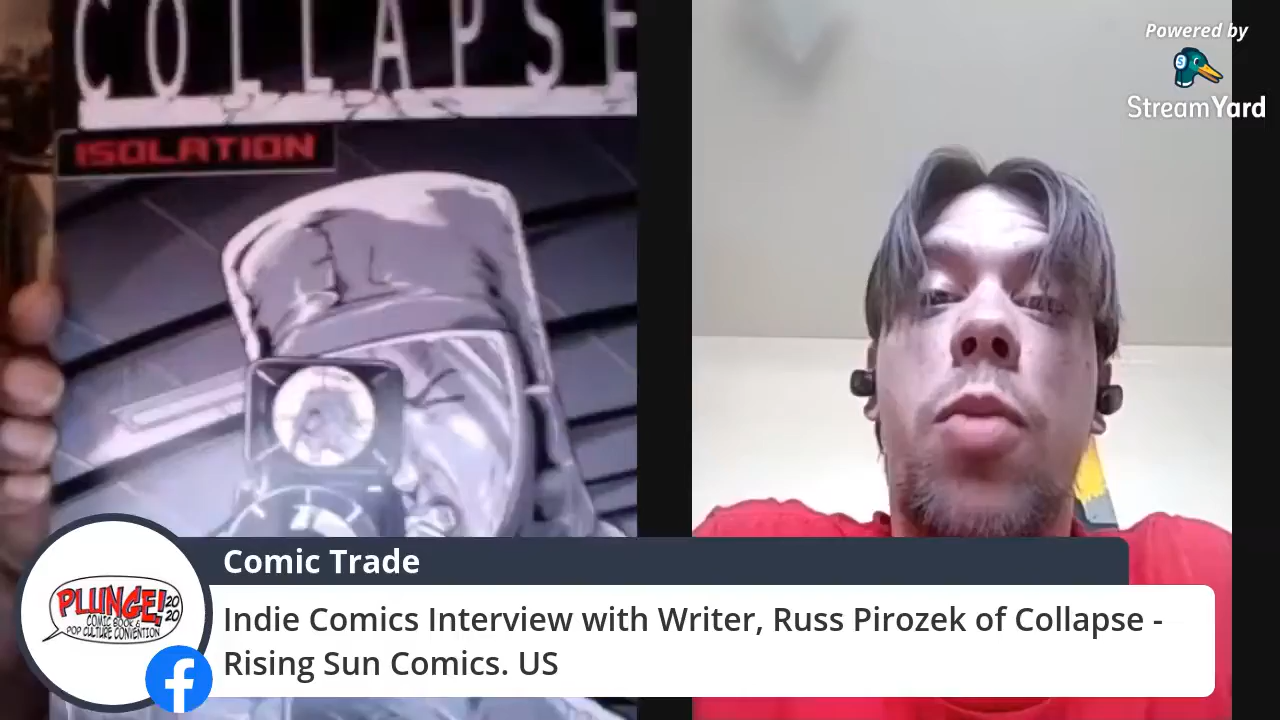 COLLAPSE
ISOLATION
Powered by
StreamYard
Comic Trade
PLUNGE! 2020
COMIC BOOK &
POP CULTURE CONVENTION
Indie Comics Interview with Writer, Russ Pirozek of Collapse -
Rising Sun Comics. US